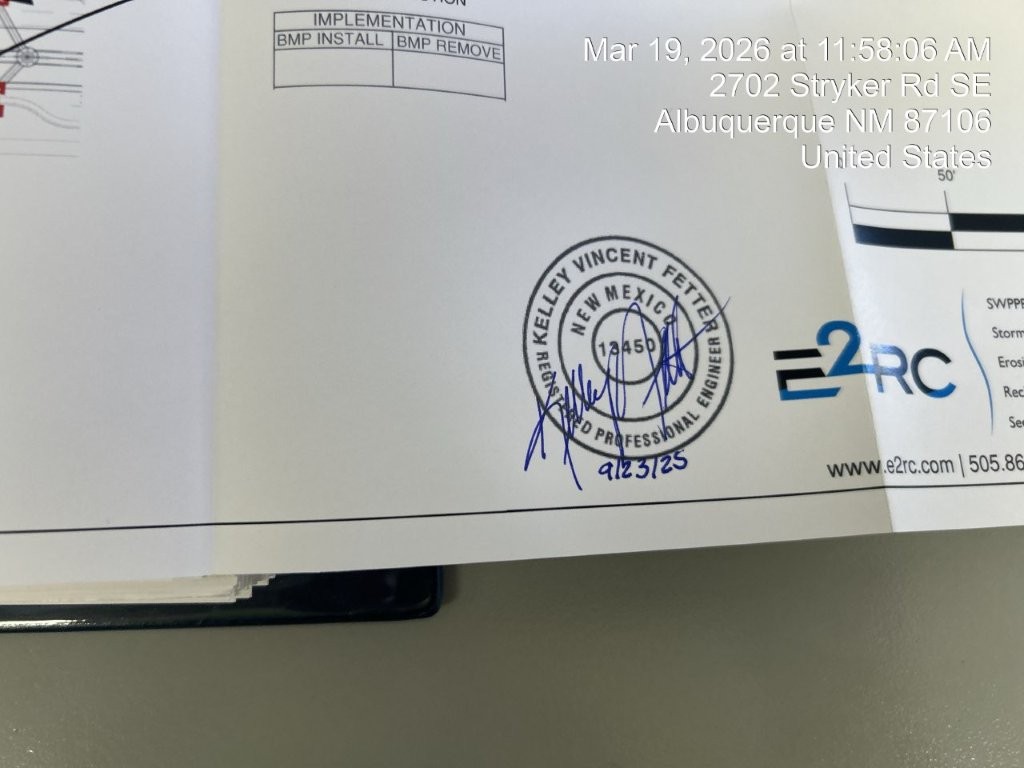 IMPLEMENTATION
BMP INSTALL BMP REMOVE
Mar 19, 2026 at 11:58:06 AM
2702 Stryker Rd SE
Albuquerque NM 87106
United States
50'
KELLEY VINCENT FETTER
NEW MEXICO
13450
REGISTERED PROFESSIONAL ENGINEER
Kelley Fetter
9/23/25
E2RC
SWPPP
Storm
Erosi
Rec
Se
www.e2rc.com | 505.86